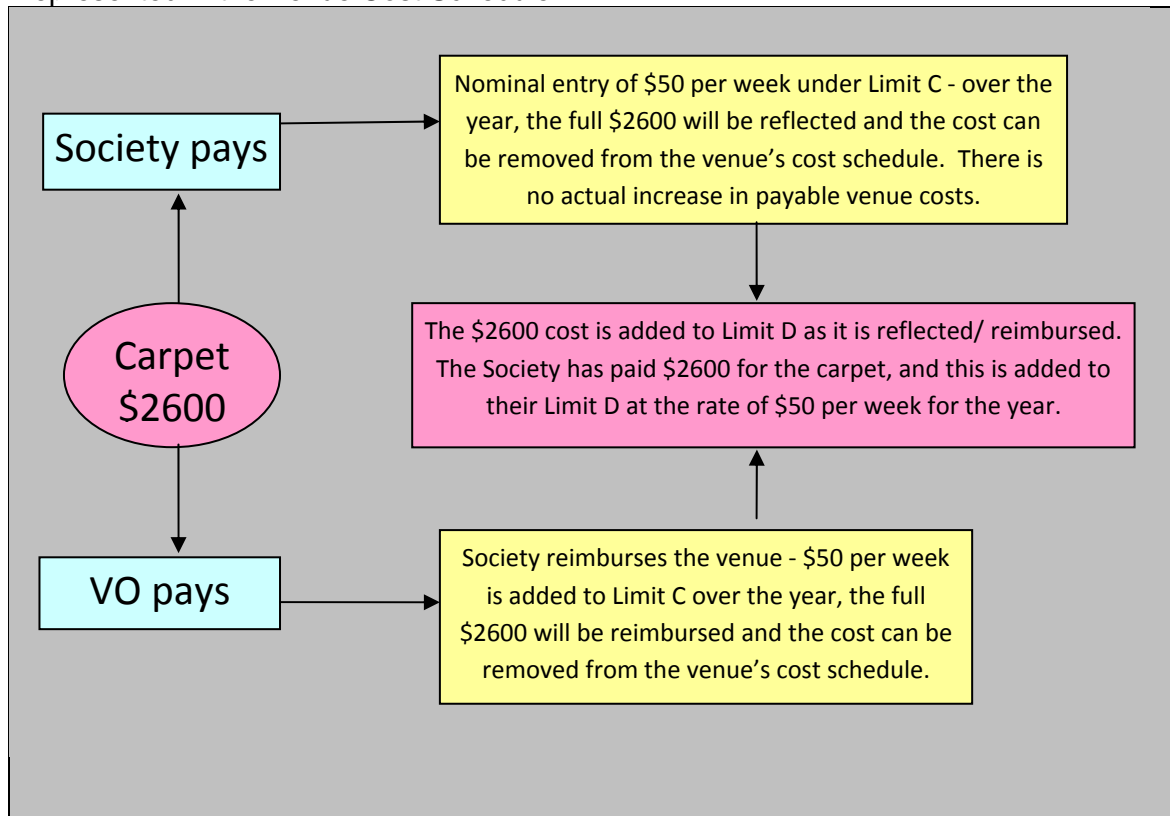 Society pays
Nominal entry of $50 per week under Limit C - over the
year, the full $2600 will be reflected and the cost can
be removed from the venue’s cost schedule.  There is
no actual increase in payable venue costs.
Carpet
$2600
The $2600 cost is added to Limit D as it is reflected/ reimbursed.
The Society has paid $2600 for the carpet, and this is added to
their Limit D at the rate of $50 per week for the year.
VO pays
Society reimburses the venue - $50 per week
is added to Limit C over the year, the full
$2600 will be reimbursed and the cost can be
removed from the venue’s cost schedule.